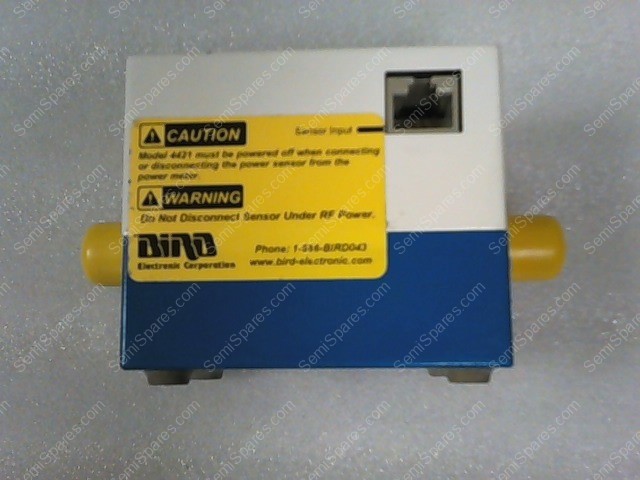 CAUTION
Sensor Input
Model 4421 must be powered off when connecting
or disconnecting the power sensor from the
power meter.
WARNING
Do Not Disconnect Sensor Under RF Power.
BIRD
Electronic Corporation
Phone: 1-866-BIRD043
www.bird-electronic.com
SemiSpares.com